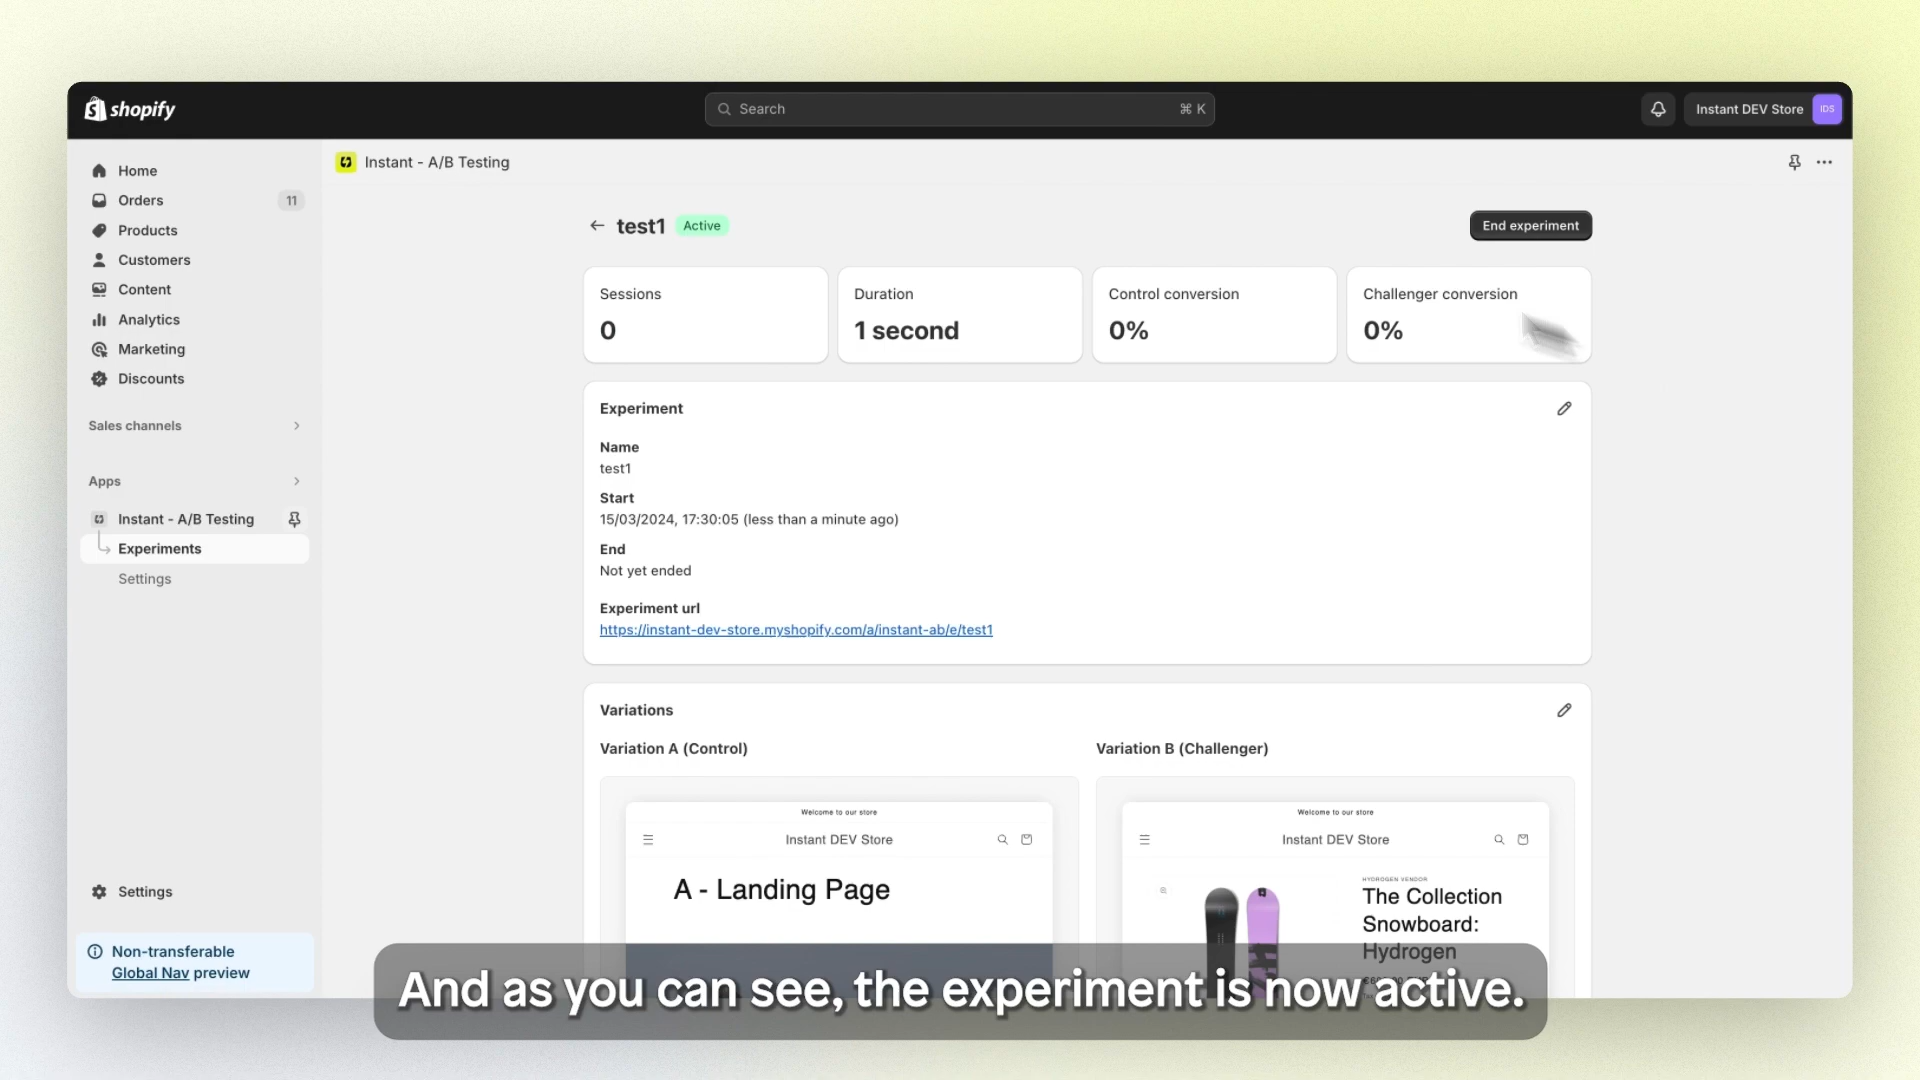 shopify
Search
⌘ K
Instant DEV Store
IDS
Home
Orders
11
Products
Customers
Content
Analytics
Marketing
Discounts
Sales channels
Apps
Instant - A/B Testing
Experiments
Settings
Settings
Non-transferable
Global Nav preview
Instant - A/B Testing
test1
Active
End experiment
Sessions
0
Duration
1 second
Control conversion
0%
Challenger conversion
0%
Experiment
Name
test1
Start
15/03/2024, 17:30:05 (less than a minute ago)
End
Not yet ended
Experiment url
https://instant-dev-store.myshopify.com/a/instant-ab/e/test1
Variations
Variation A (Control)
Welcome to our store
Instant DEV Store
A - Landing Page
Variation B (Challenger)
Welcome to our store
Instant DEV Store
HYDROGEN VENDOR
The Collection
Snowboard:
Hydrogen
And as you can see, the experiment is now active.